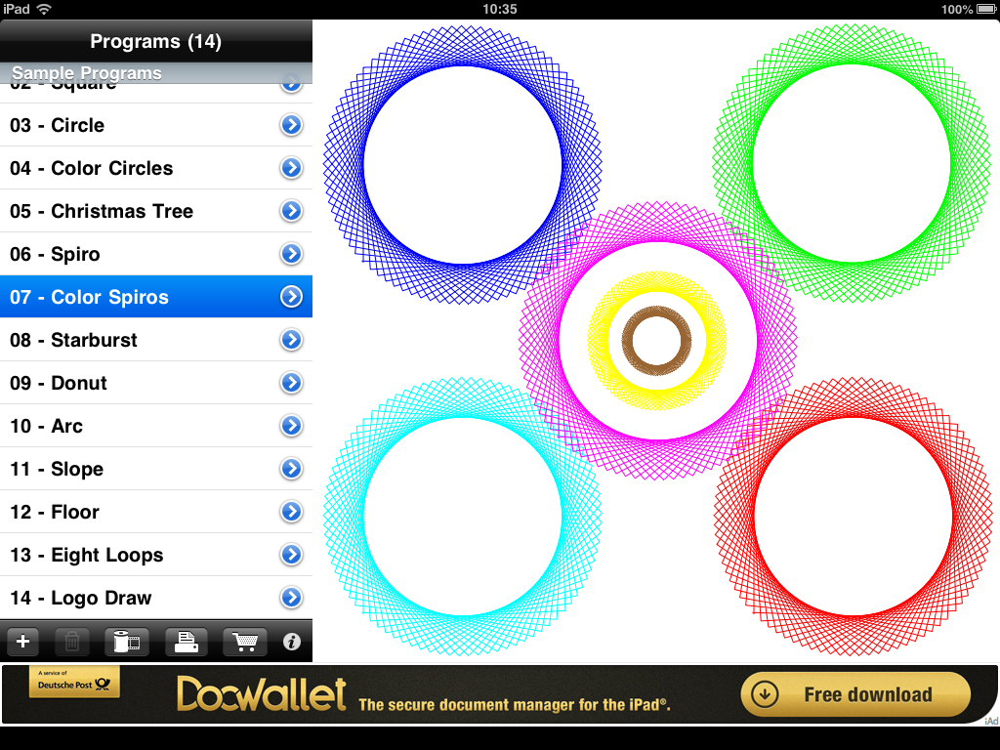 iPad 10:35 100%
Programs (14)
Sample Programs
02 - Square
03 - Circle
04 - Color Circles
05 - Christmas Tree
06 - Spiro
07 - Color Spiros
08 - Starburst
09 - Donut
10 - Arc
11 - Slope
12 - Floor
13 - Eight Loops
14 - Logo Draw
A service of
Deutsche Post
DocWallet
The secure document manager for the iPad®.
Free download
iAd